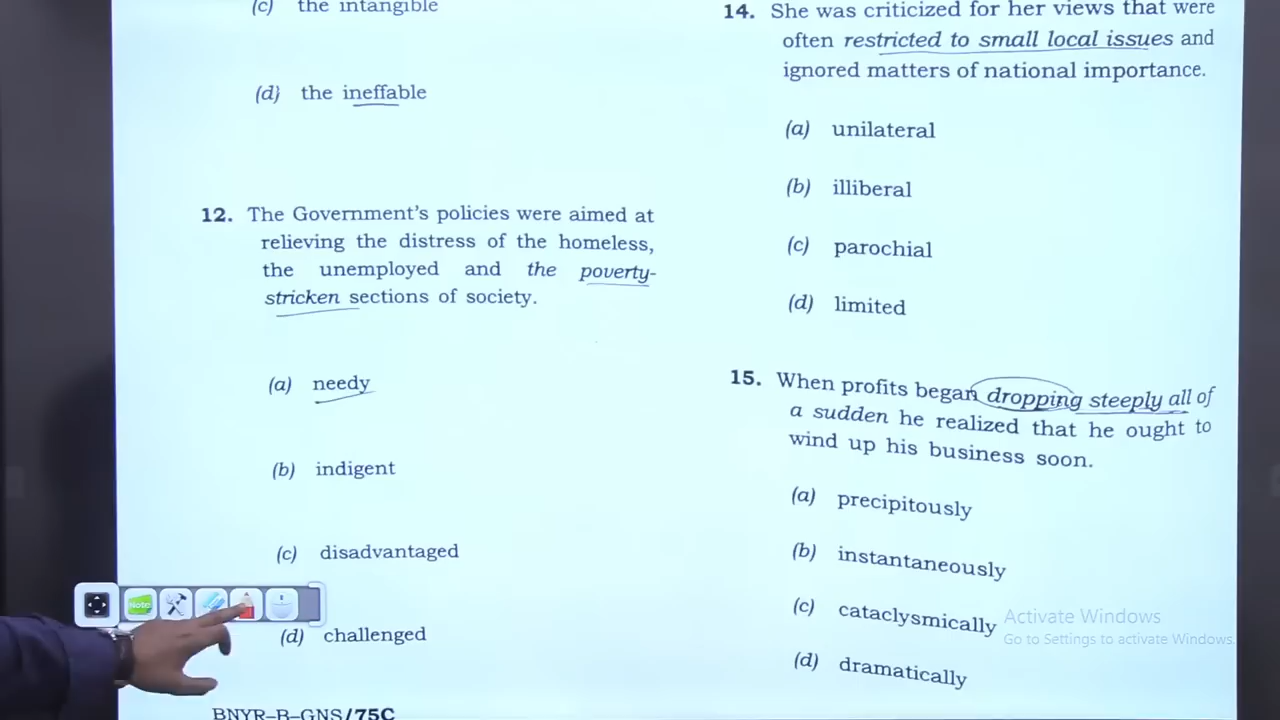 (c) the intangible
(d} the ineffable
12. The Government's policies were aimed at
relieving the distress of the homeless,
the unemployed and the poverty-
stricken sections of society.
(a) needy
(b) indigent
(c) disadvantaged
(d) challenged
BNYR–B–GNS/75C
14. She was criticized for her views that were
often restricted to small local issues and
ignored matters of national importance.
(a) unilateral
(b) illiberal
(c) parochial
(d) limited
15. When profits began dropping steeply all of
a sudden he realized that he ought to
wind up his business soon.
(a) precipitously
(b) instantaneously
(c) cataclysmically
(d) dramatically
Activate Windows
Go to Settings to activate Windows.
Note